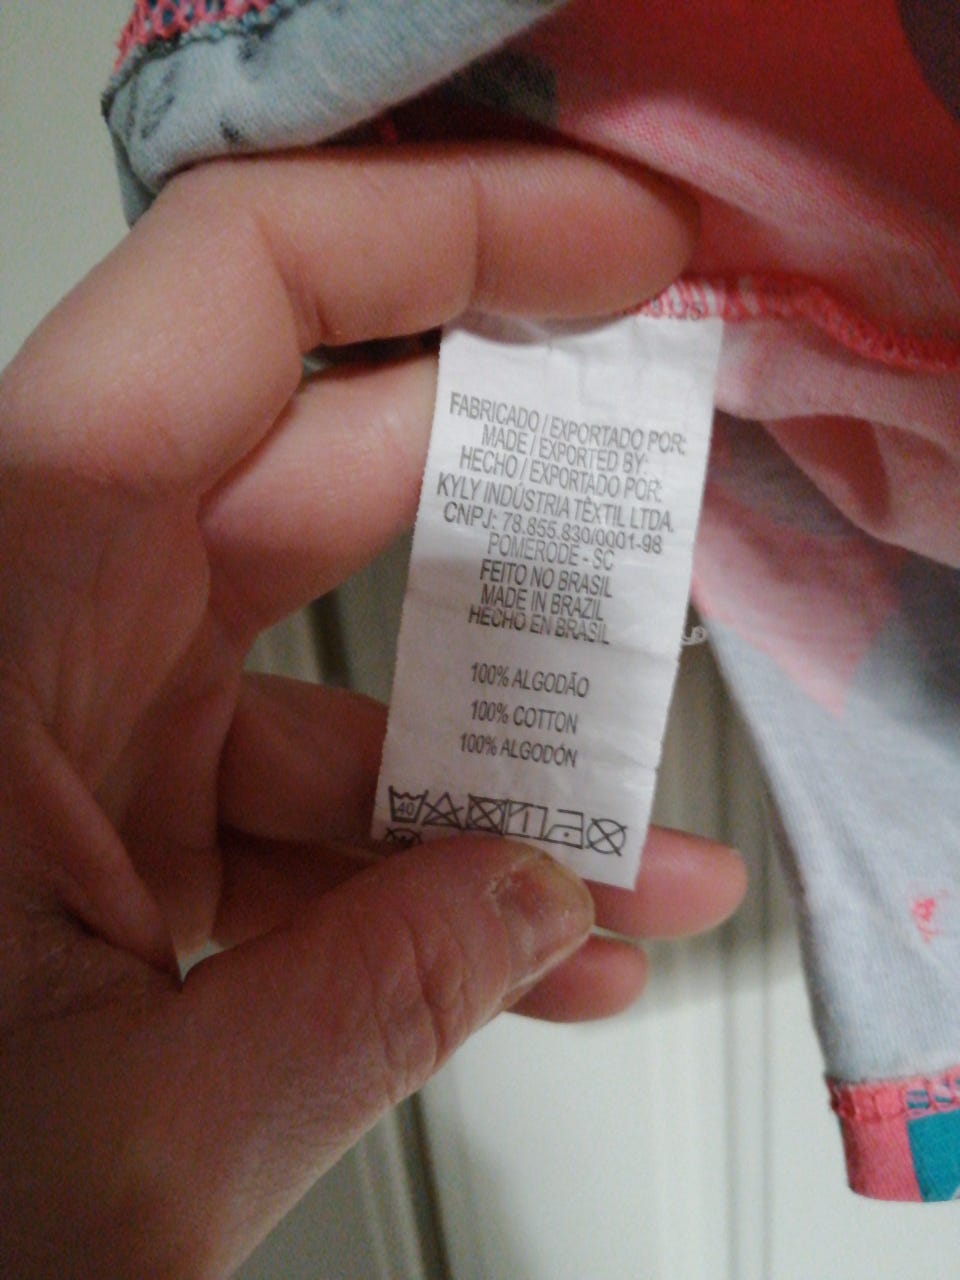 FABRICADO / EXPORTADO POR:
MADE / EXPORTED BY:
HECHO / EXPORTADO POR:
KYLY INDÚSTRIA TÊXTIL LTDA.
CNPJ: 78.855.830/0001-98
POMERODE - SC
FEITO NO BRASIL
MADE IN BRAZIL
HECHO EN BRASIL
100% ALGODÃO
100% COTTON
100% ALGODÓN
40